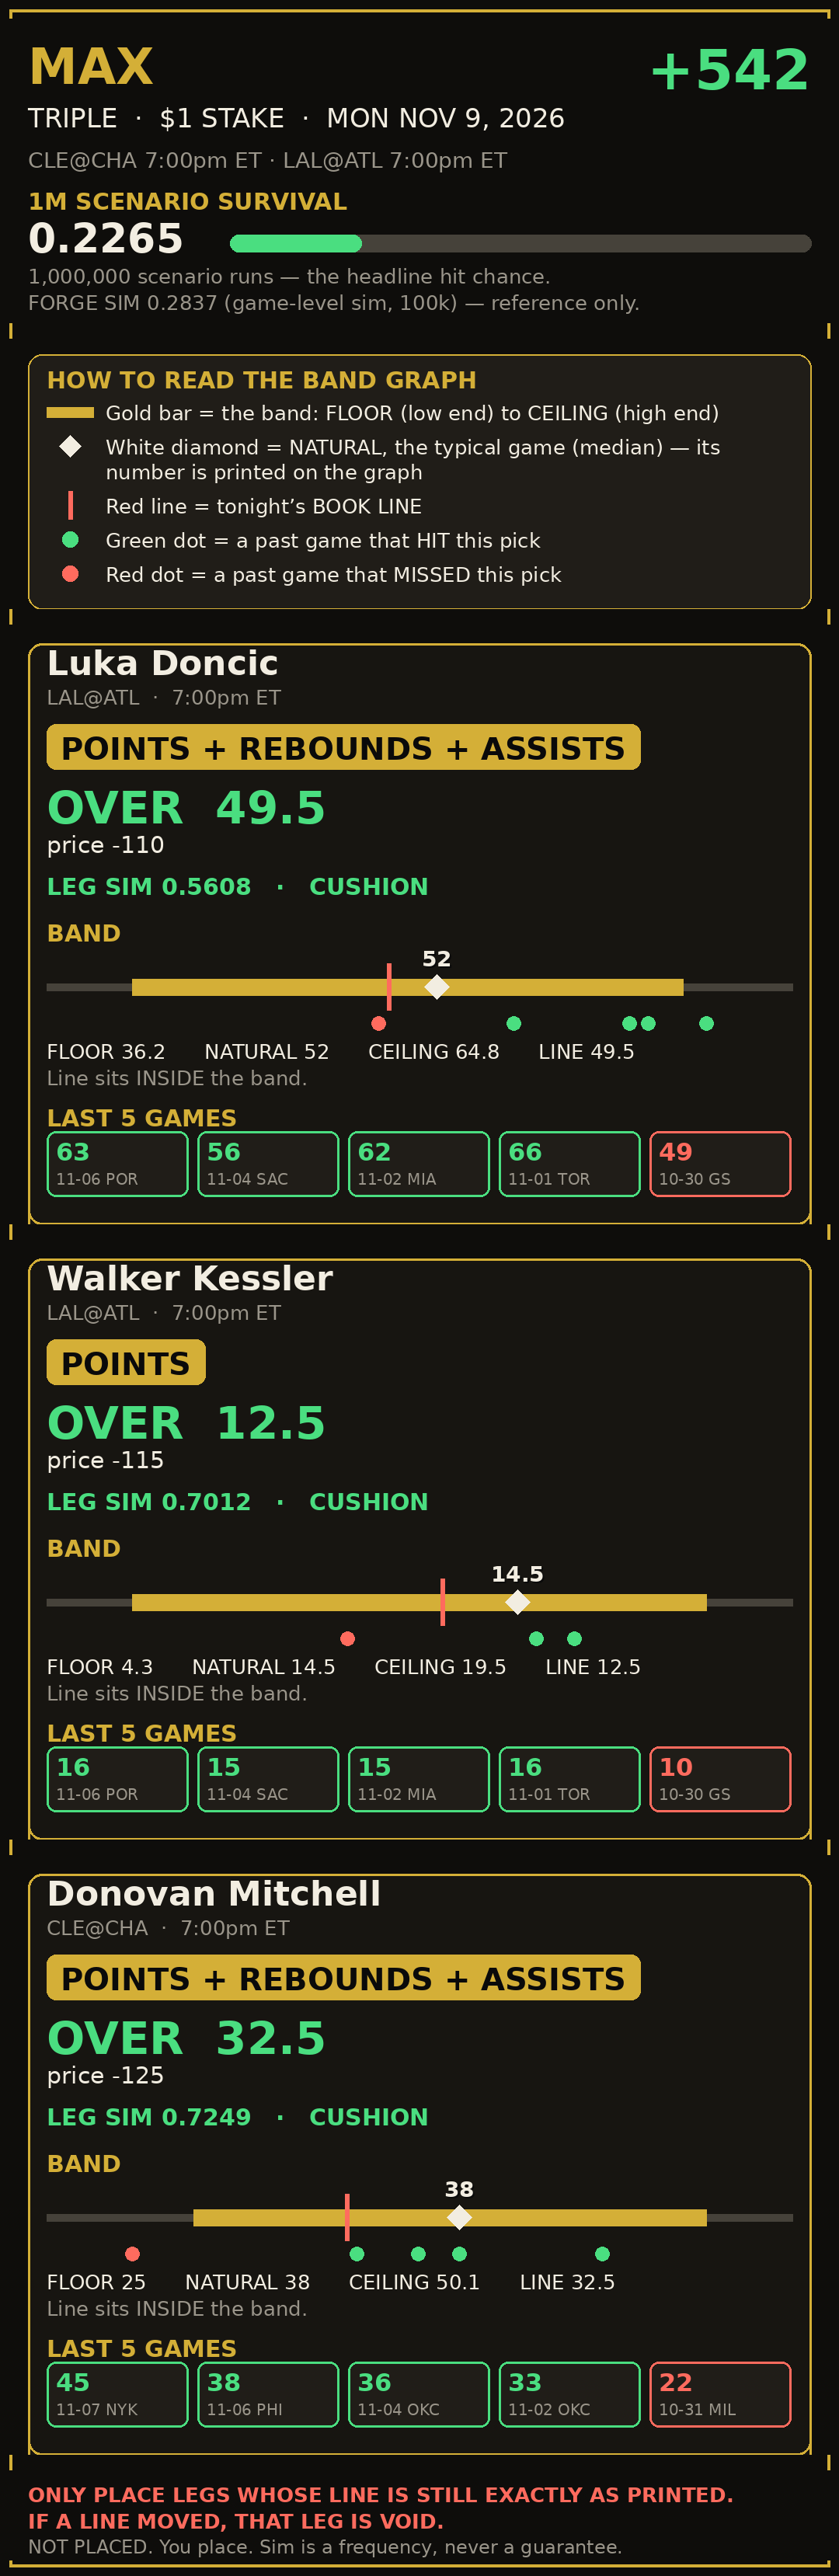 MAX
+542
TRIPLE · $1 STAKE · MON NOV 9, 2026
CLE@CHA 7:00pm ET · LAL@ATL 7:00pm ET
1M SCENARIO SURVIVAL
0.2265
1,000,000 scenario runs — the headline hit chance.
FORGE SIM 0.2837 (game-level sim, 100k) — reference only.
HOW TO READ THE BAND GRAPH
Gold bar = the band: FLOOR (low end) to CEILING (high end)
White diamond = NATURAL, the typical game (median) — its
number is printed on the graph
Red line = tonight’s BOOK LINE
Green dot = a past game that HIT this pick
Red dot = a past game that MISSED this pick
Luka Doncic
LAL@ATL · 7:00pm ET
POINTS + REBOUNDS + ASSISTS
OVER 49.5
price -110
LEG SIM 0.5608 · CUSHION
BAND
52
FLOOR 36.2 NATURAL 52 CEILING 64.8 LINE 49.5
Line sits INSIDE the band.
LAST 5 GAMES
63 56 62 66 49
11-06 POR 11-04 SAC 11-02 MIA 11-01 TOR 10-30 GS
Walker Kessler
LAL@ATL · 7:00pm ET
POINTS
OVER 12.5
price -115
LEG SIM 0.7012 · CUSHION
BAND
14.5
FLOOR 4.3 NATURAL 14.5 CEILING 19.5 LINE 12.5
Line sits INSIDE the band.
LAST 5 GAMES
16 15 15 16 10
11-06 POR 11-04 SAC 11-02 MIA 11-01 TOR 10-30 GS
Donovan Mitchell
CLE@CHA · 7:00pm ET
POINTS + REBOUNDS + ASSISTS
OVER 32.5
price -125
LEG SIM 0.7249 · CUSHION
BAND
38
FLOOR 25 NATURAL 38 CEILING 50.1 LINE 32.5
Line sits INSIDE the band.
LAST 5 GAMES
45 38 36 33 22
11-07 NYK 11-06 PHI 11-04 OKC 11-02 OKC 10-31 MIL
ONLY PLACE LEGS WHOSE LINE IS STILL EXACTLY AS PRINTED.
IF A LINE MOVED, THAT LEG IS VOID.
NOT PLACED. You place. Sim is a frequency, never a guarantee.